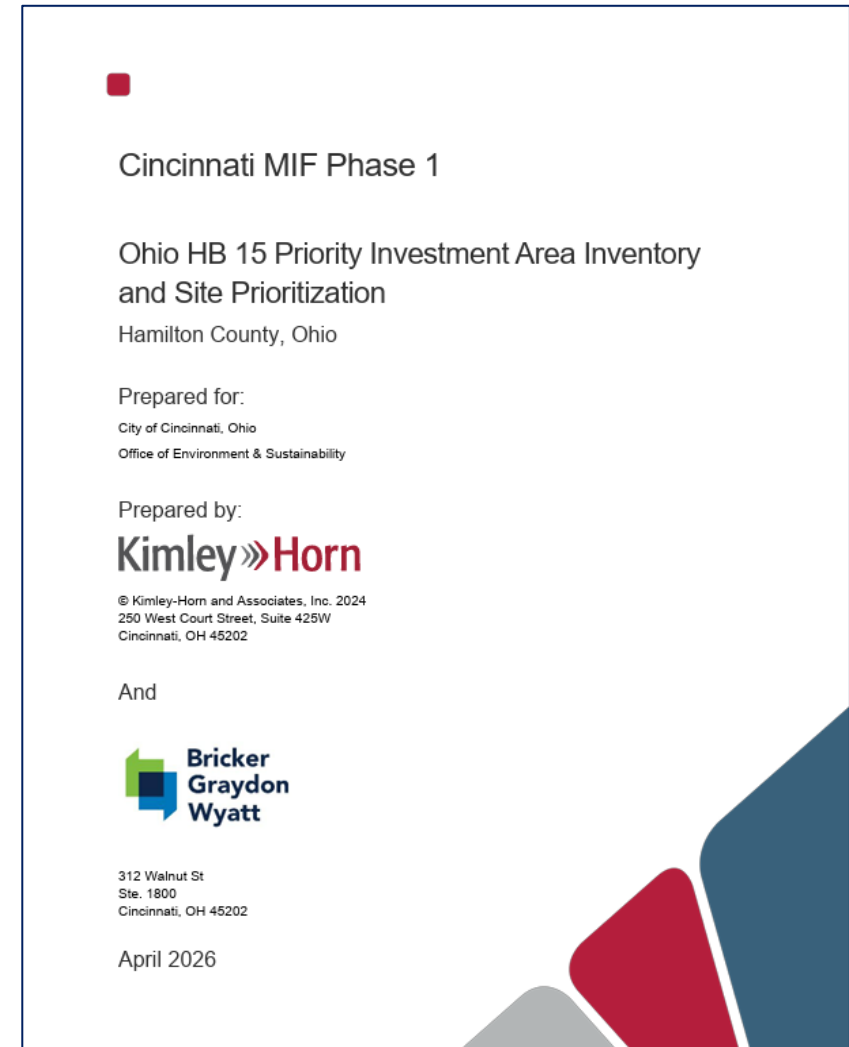 Cincinnati MIF Phase 1
Ohio HB 15 Priority Investment Area Inventory
and Site Prioritization
Hamilton County, Ohio
Prepared for:
City of Cincinnati, Ohio
Office of Environment & Sustainability
Prepared by:
Kimley»Horn
© Kimley-Horn and Associates, Inc. 2024
250 West Court Street, Suite 425W
Cincinnati, OH 45202
And
Bricker
Graydon
Wyatt
312 Walnut St
Ste. 1800
Cincinnati, OH 45202
April 2026